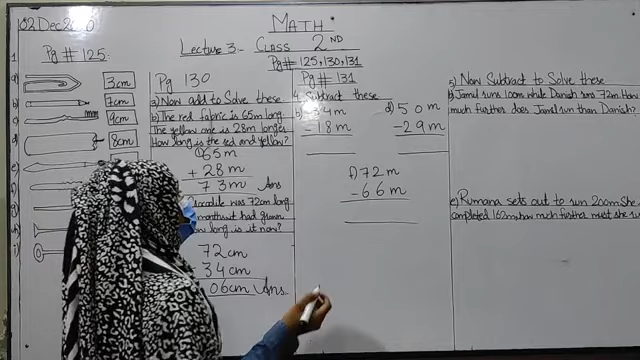 MATH
02 Dec 20
Lecture 3:- CLASS 2ND
Pg # 125,130,131
Pg # 125:
a)
3cm
b)
7cm
c)
9cm
d)
8cm
e)
f)
g)
i)
Pg 130
a) Now add to Solve these
b) The red fabric is 65m long
The yellow one is 28m longer
How long is the red and yellow?
65m
+ 28m
73m Ans
was 72cm long
had grown
long is it now?
72cm
34cm
06cm Ans
Pg # 131
4. Subtract these
b) 4m
- 18m
d) 50m
- 29m
f) 72m
- 66m
5) Now Subtract to Solve these
Jamil runs 100m while Danish runs 72m. How
much further does Jamil run than Danish?
e) Rumana sets out to run 200m She
completed 162m, how much further must she run